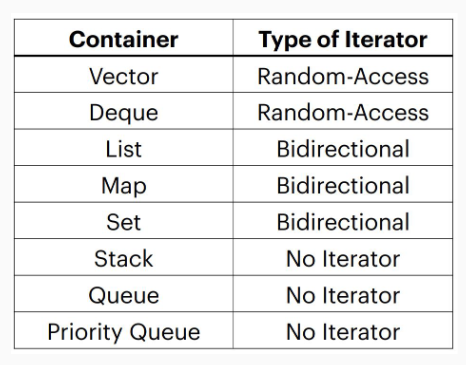 Container Type of Iterator
Vector Random-Access
Deque Random-Access
List Bidirectional
Map Bidirectional
Set Bidirectional
Stack No Iterator
Queue No Iterator
Priority Queue No Iterator